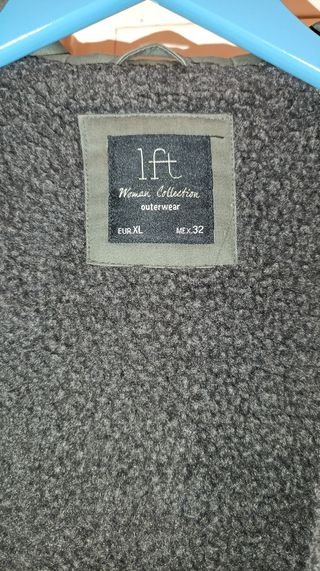 lft
Woman Collection
outerwear
EUR.XL MEX.32